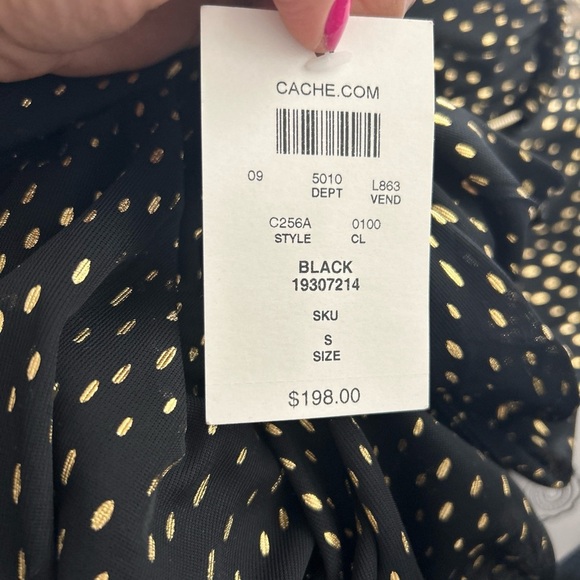 CACHE.COM
09 5010 L863
DEPT VEND
C256A 0100
STYLE CL
BLACK
19307214
SKU
S
SIZE
$198.00